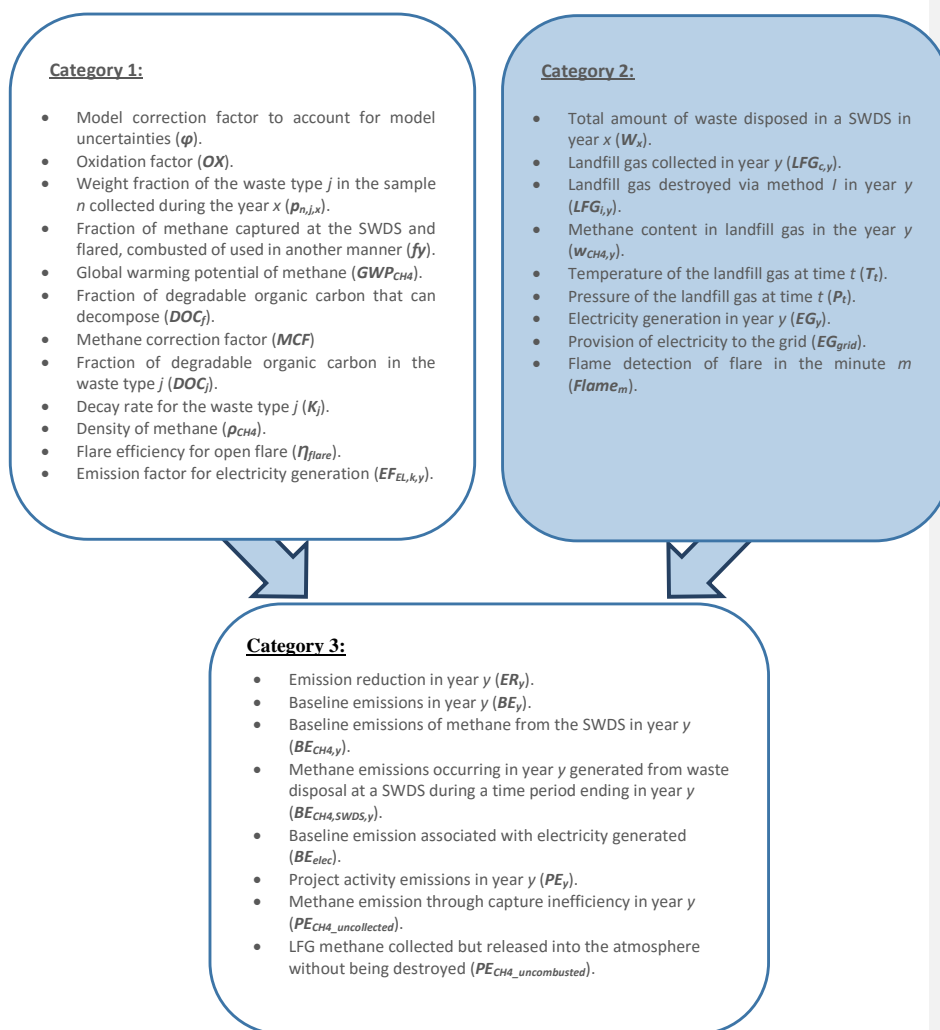 Category 1:
• Model correction factor to account for model
uncertainties (φ).
• Oxidation factor (OX).
• Weight fraction of the waste type j in the sample
n collected during the year x (pn,j,x).
• Fraction of methane captured at the SWDS and
flared, combusted of used in another manner (fy).
• Global warming potential of methane (GWPCH4).
• Fraction of degradable organic carbon that can
decompose (DOCf).
• Methane correction factor (MCF)
• Fraction of degradable organic carbon in the
waste type j (DOCj).
• Decay rate for the waste type j (Kj).
• Density of methane (ρCH4).
• Flare efficiency for open flare (ηflare).
• Emission factor for electricity generation (EFEL,k,y).
Category 2:
• Total amount of waste disposed in a SWDS in
year x (Wx).
• Landfill gas collected in year y (LFGc,y).
• Landfill gas destroyed via method I in year y
(LFGi,y).
• Methane content in landfill gas in the year y
(wCH4,y).
• Temperature of the landfill gas at time t (Tt).
• Pressure of the landfill gas at time t (Pt).
• Electricity generation in year y (EGy).
• Provision of electricity to the grid (EGgrid).
• Flame detection of flare in the minute m
(Flamem).
Category 3:
• Emission reduction in year y (ERy).
• Baseline emissions in year y (BEy).
• Baseline emissions of methane from the SWDS in year y
(BECH4,y).
• Methane emissions occurring in year y generated from waste
disposal at a SWDS during a time period ending in year y
(BECH4,SWDS,y).
• Baseline emission associated with electricity generated
(BEelec).
• Project activity emissions in year y (PEy).
• Methane emission through capture inefficiency in year y
(PECH4_uncollected).
• LFG methane collected but released into the atmosphere
without being destroyed (PECH4_uncombusted).